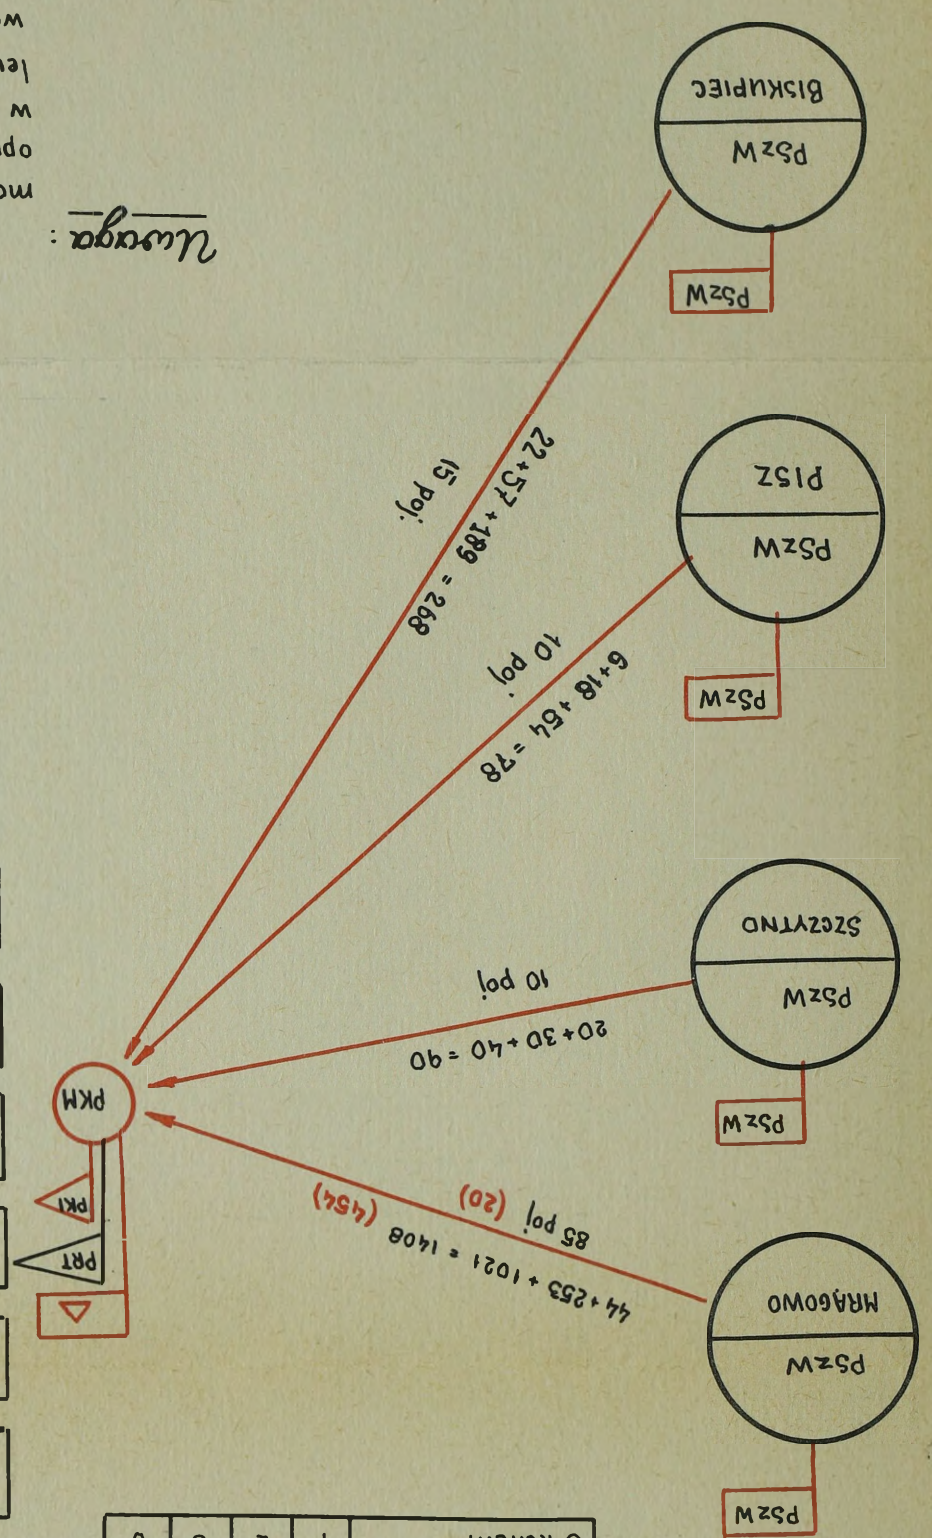 PSzW
PSzW
MRĄGOWO
44 + 253 + 1021 = 1408 (454)
85 poj (20)
PRT
PKI
PKM
PSzW
PSzW
SZCZYTNO
20 + 30 + 40 = 90
10 poj
PSzW
PSzW
PISZ
6 + 18 + 54 = 78
10 poj.
PSzW
PSzW
BISKUPIEC
22 + 57 + 189 = 268
15 poj.
Uwaga :
w